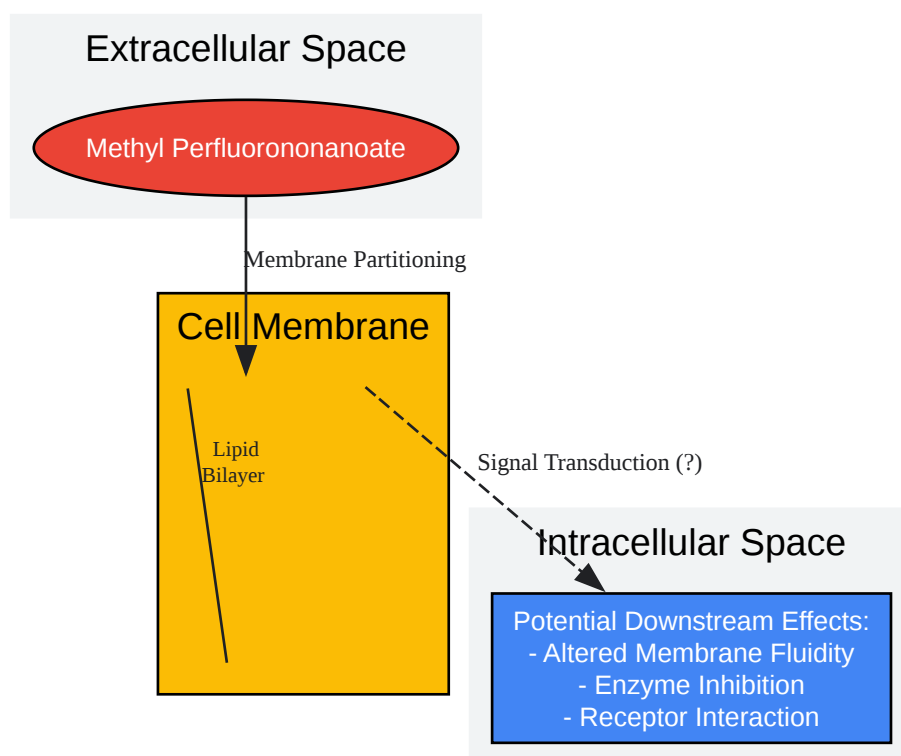 Extracellular Space
Methyl Perfluorononanoate
Membrane Partitioning
Cell Membrane
Lipid
Bilayer
Signal Transduction (?)
Intracellular Space
Potential Downstream Effects:
- Altered Membrane Fluidity
- Enzyme Inhibition
- Receptor Interaction